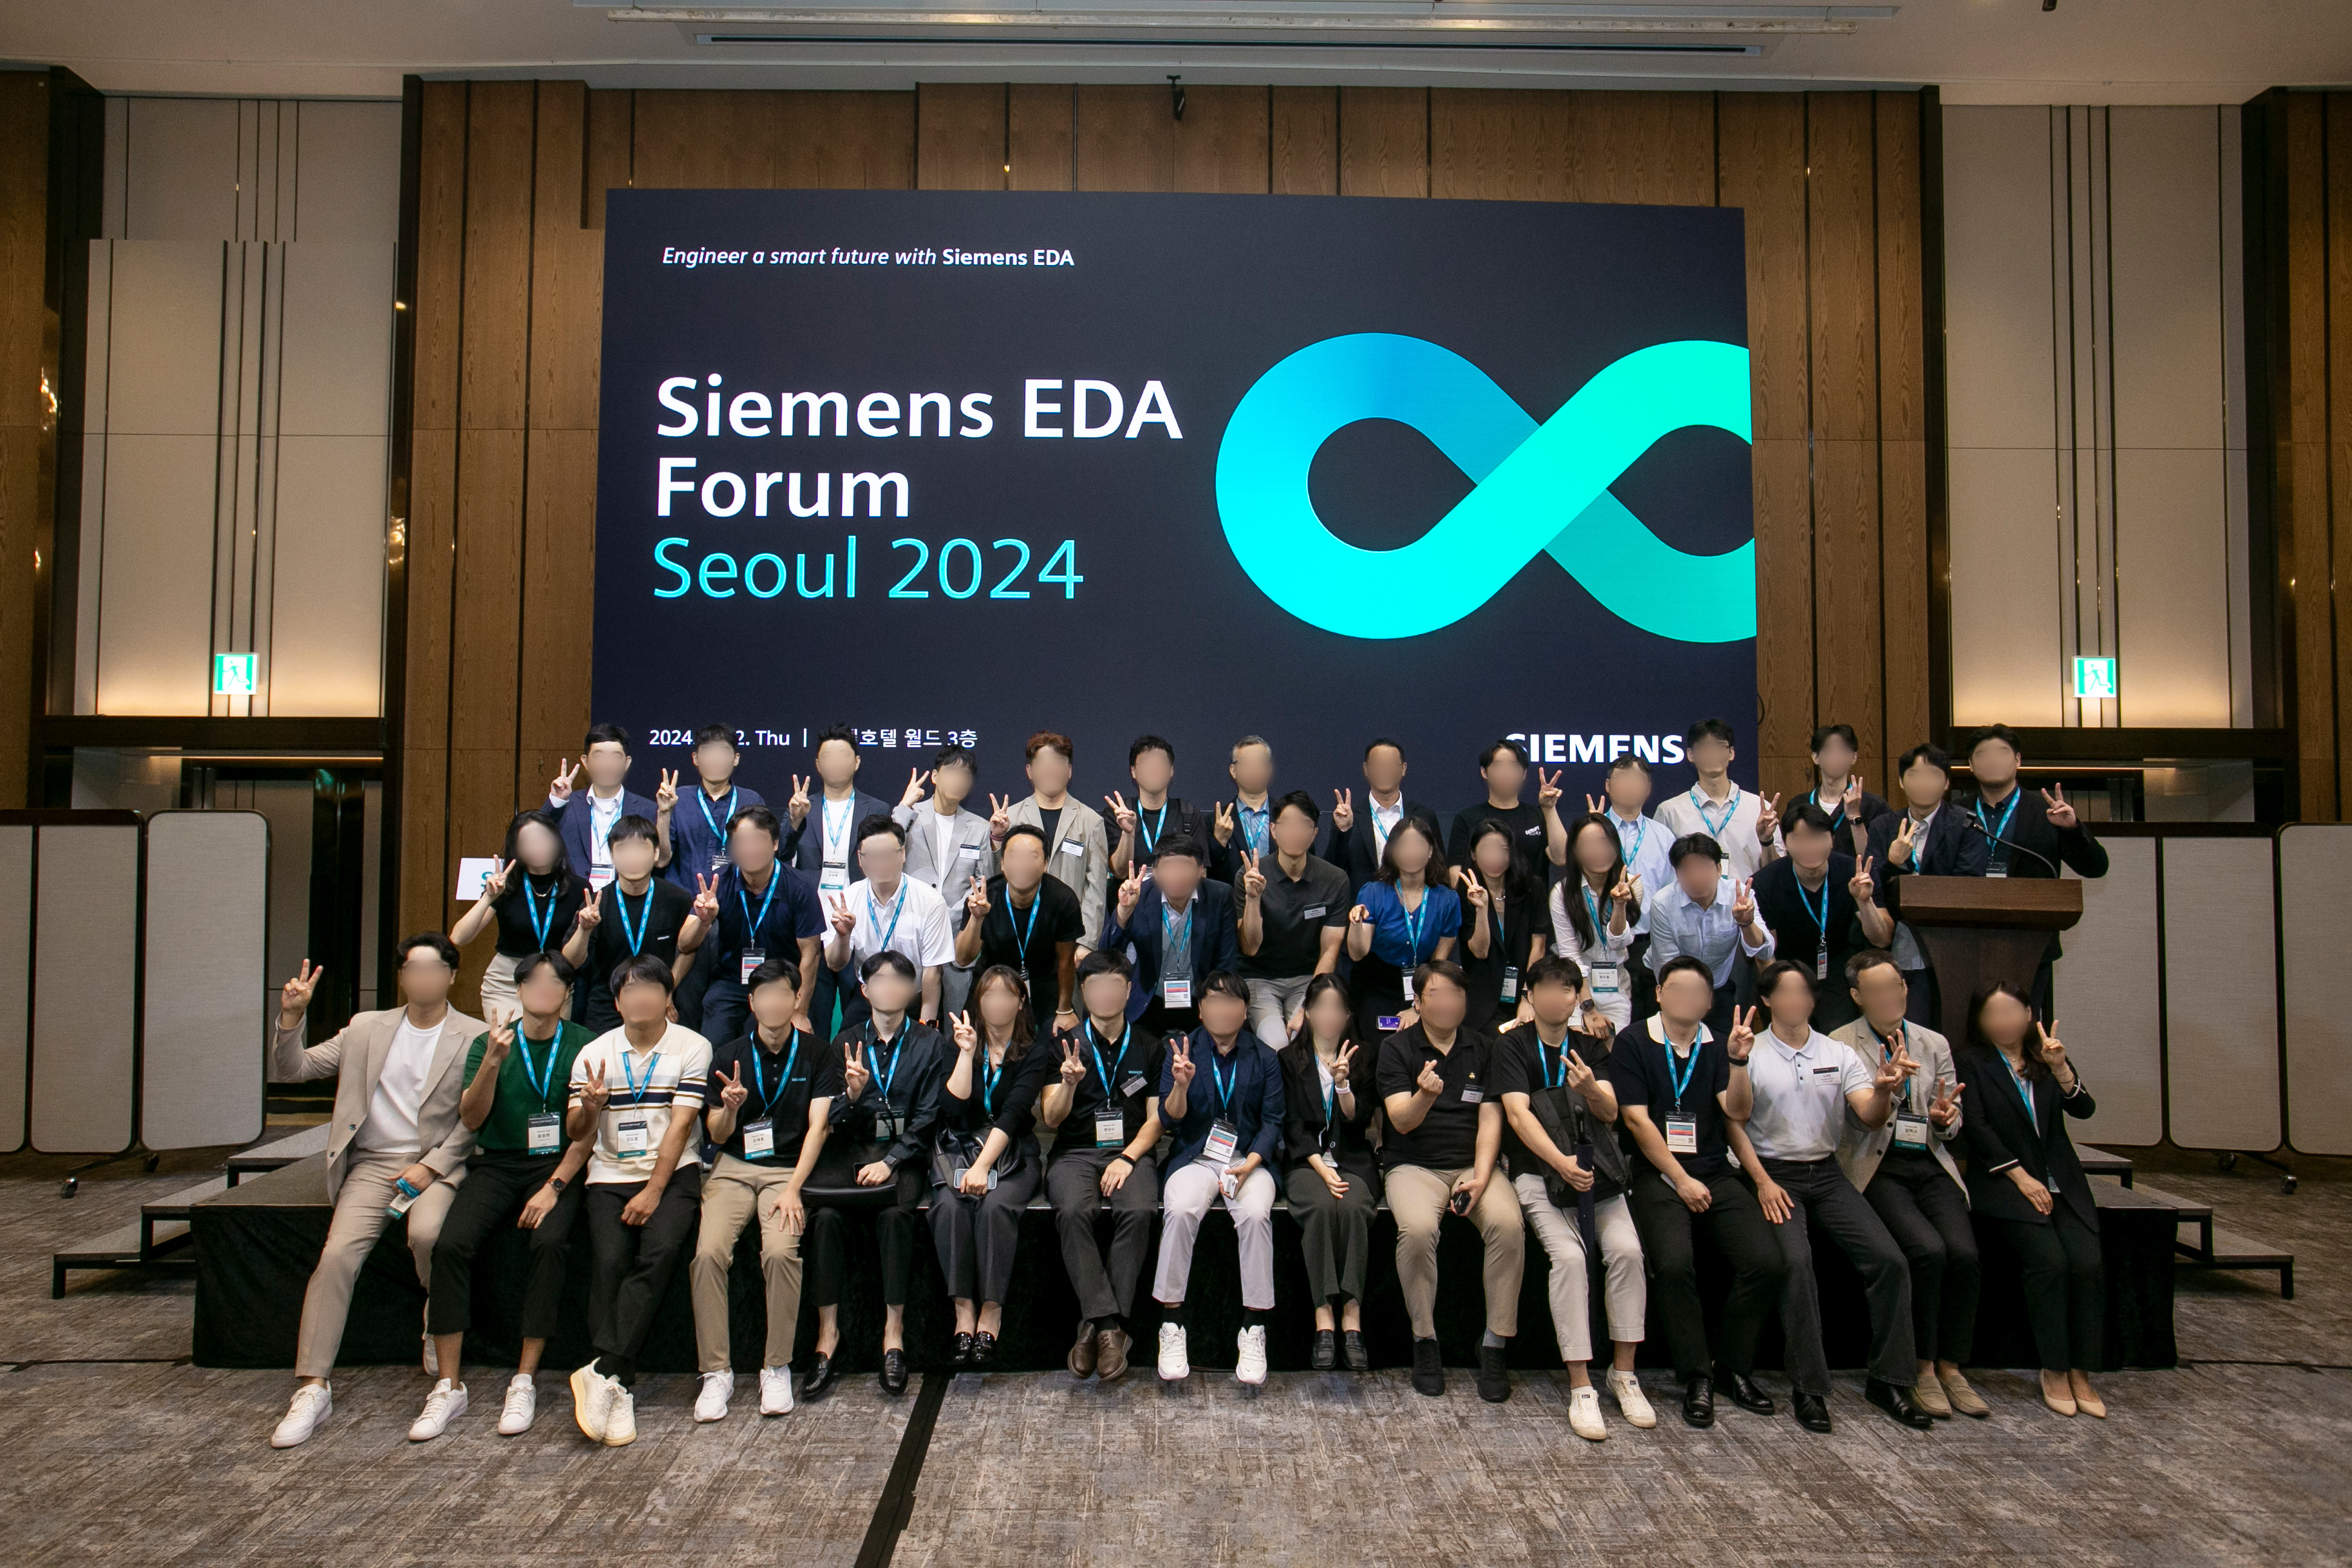 Engineer a smart future with Siemens EDA
Siemens EDA
Forum
Seoul 2024
2024. 2. Thu | 호텔 월드 3층
SIEMENS